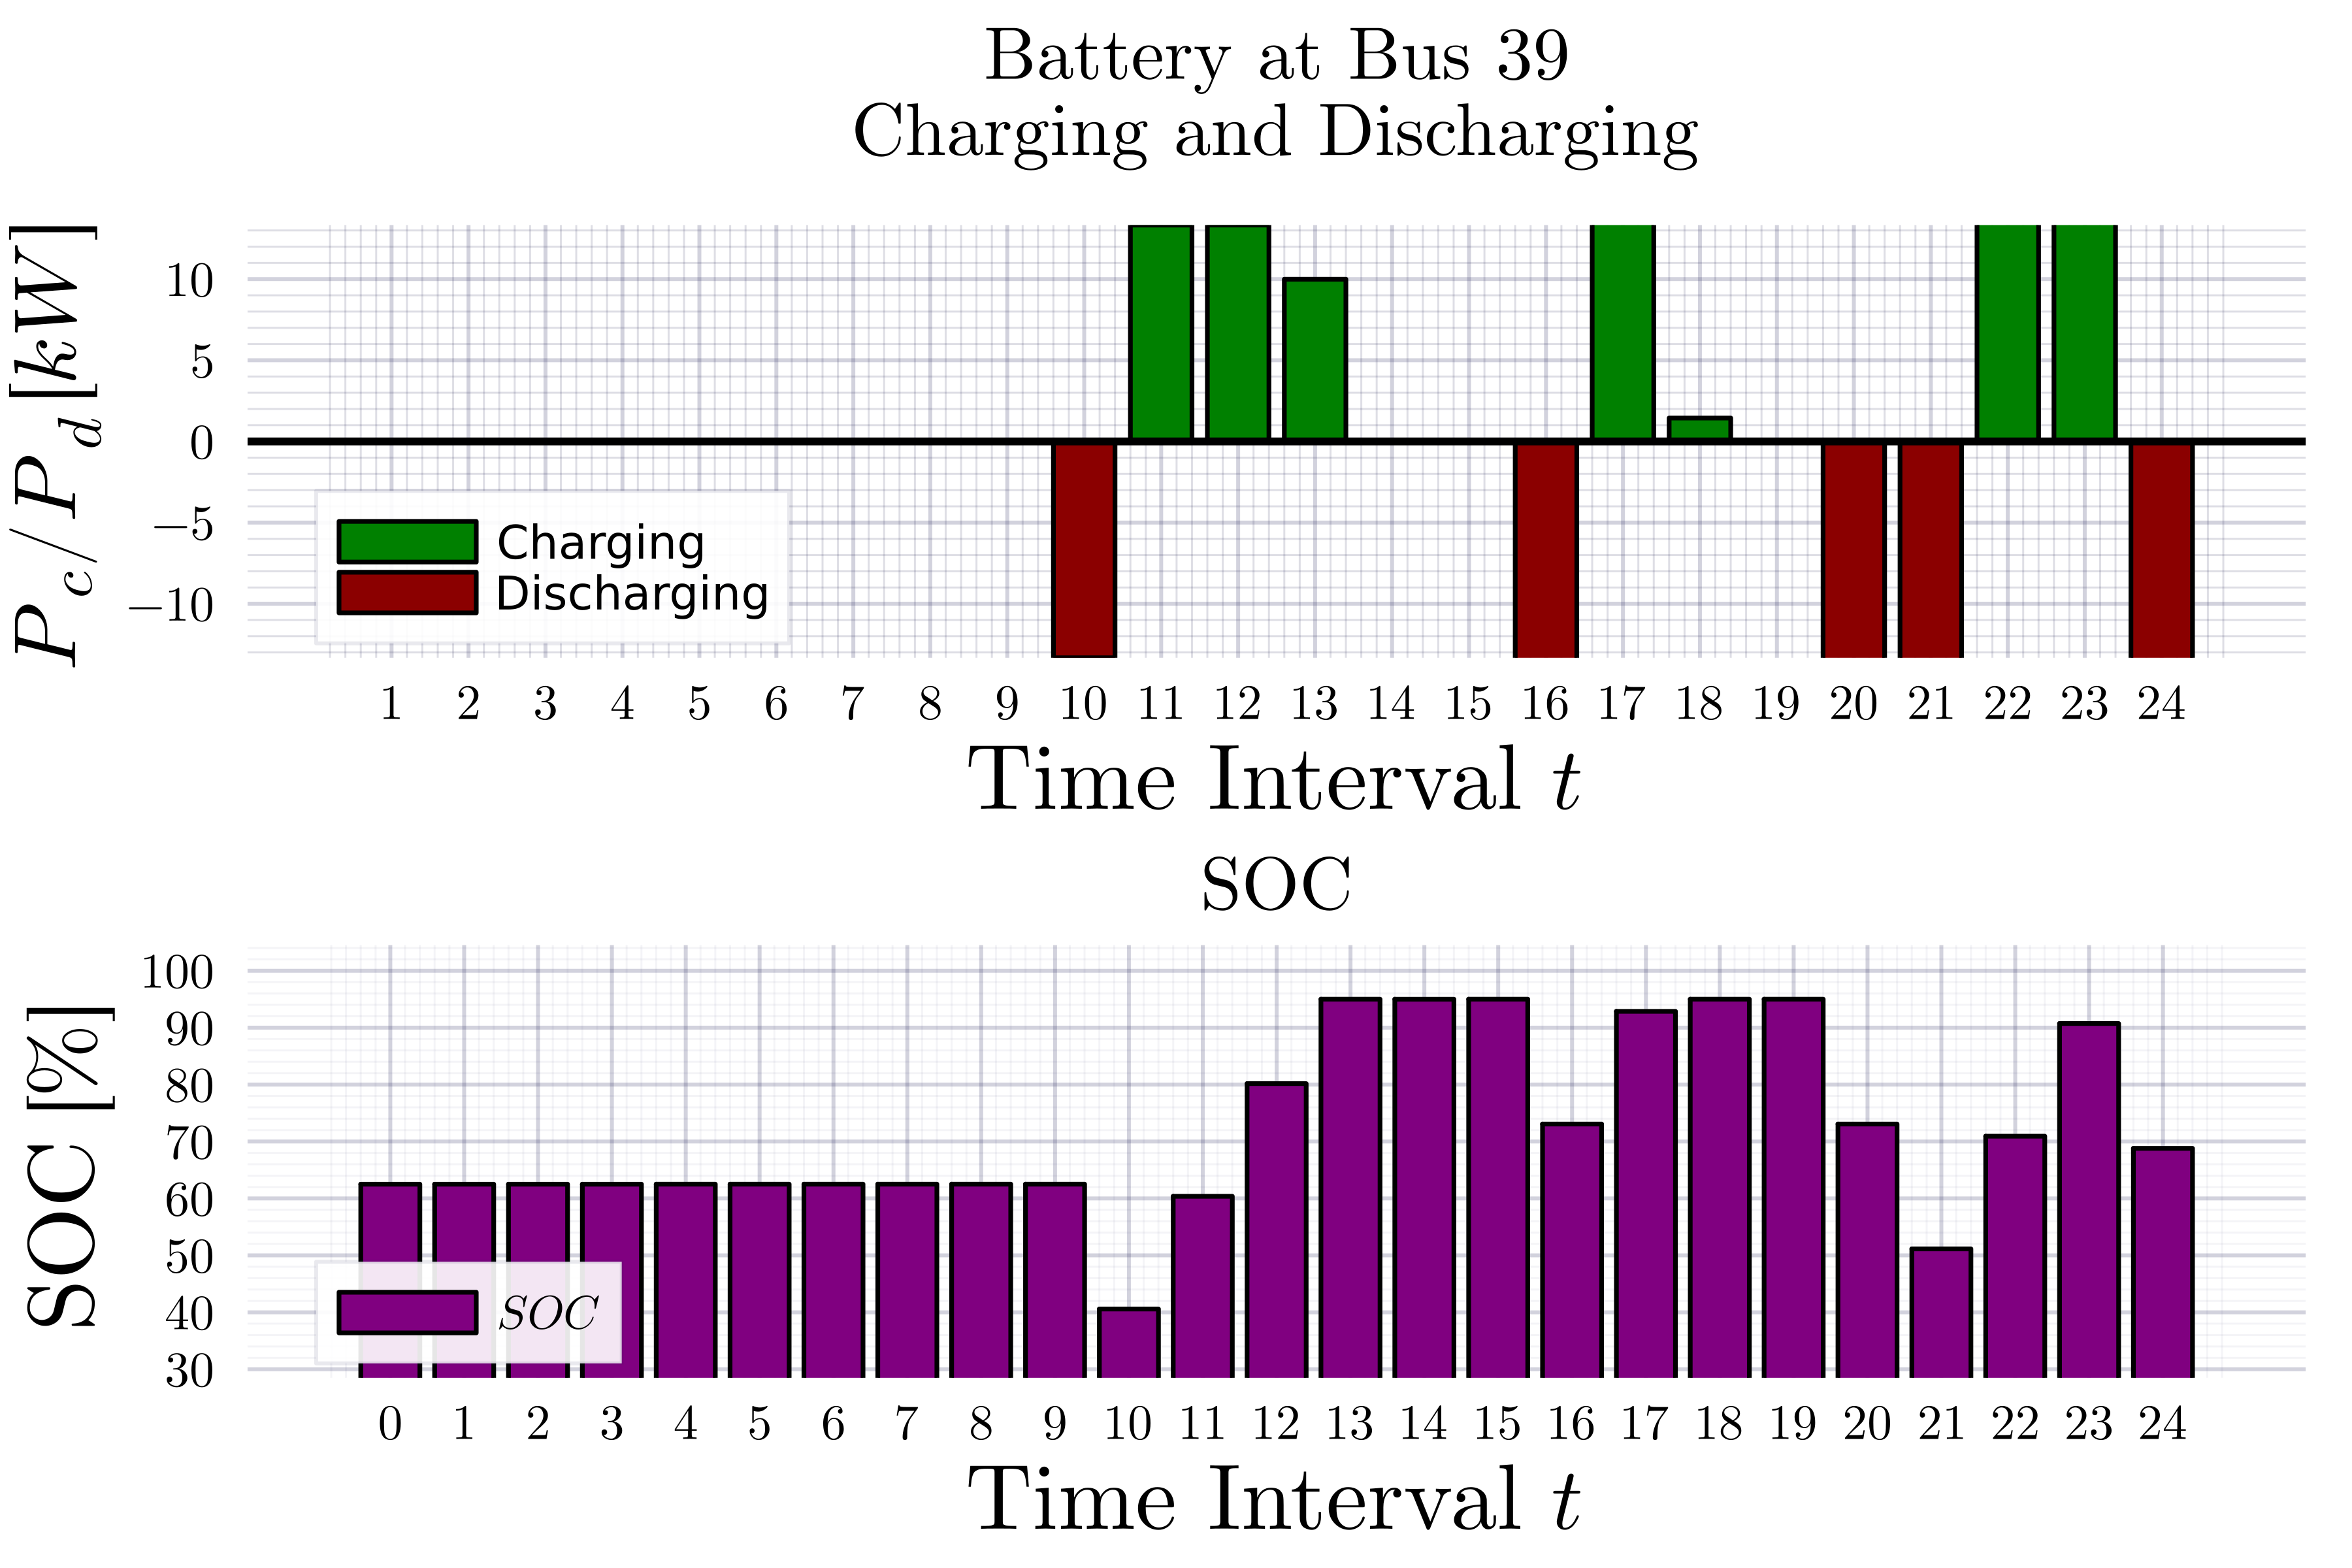 Battery at Bus 39
Charging and Discharging
P_c/P_d [kW]
10
5
0
−5
−10
Charging
Discharging
1 2 3 4 5 6 7 8 9 10 11 12 13 14 15 16 17 18 19 20 21 22 23 24
Time Interval t
SOC
SOC [%]
100
90
80
70
60
50
40
30
SOC
0 1 2 3 4 5 6 7 8 9 10 11 12 13 14 15 16 17 18 19 20 21 22 23 24
Time Interval t